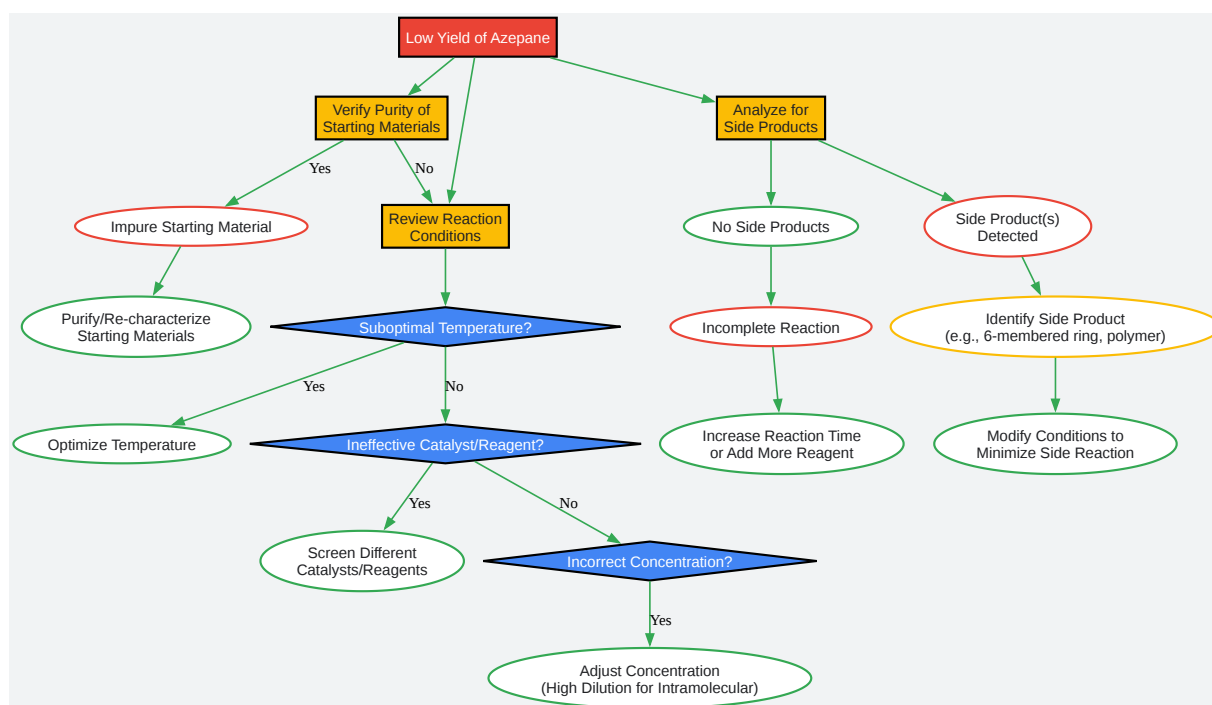 Low Yield of Azepane
Verify Purity of
Starting Materials
Analyze for
Side Products
Yes
No
Impure Starting Material
Review Reaction
Conditions
No Side Products
Side Product(s)
Detected
Purify/Re-characterize
Starting Materials
Suboptimal Temperature?
Incomplete Reaction
Identify Side Product
(e.g., 6-membered ring, polymer)
Yes
No
Optimize Temperature
Ineffective Catalyst/Reagent?
Increase Reaction Time
or Add More Reagent
Modify Conditions to
Minimize Side Reaction
Yes
No
Screen Different
Catalysts/Reagents
Incorrect Concentration?
Yes
Adjust Concentration
(High Dilution for Intramolecular)